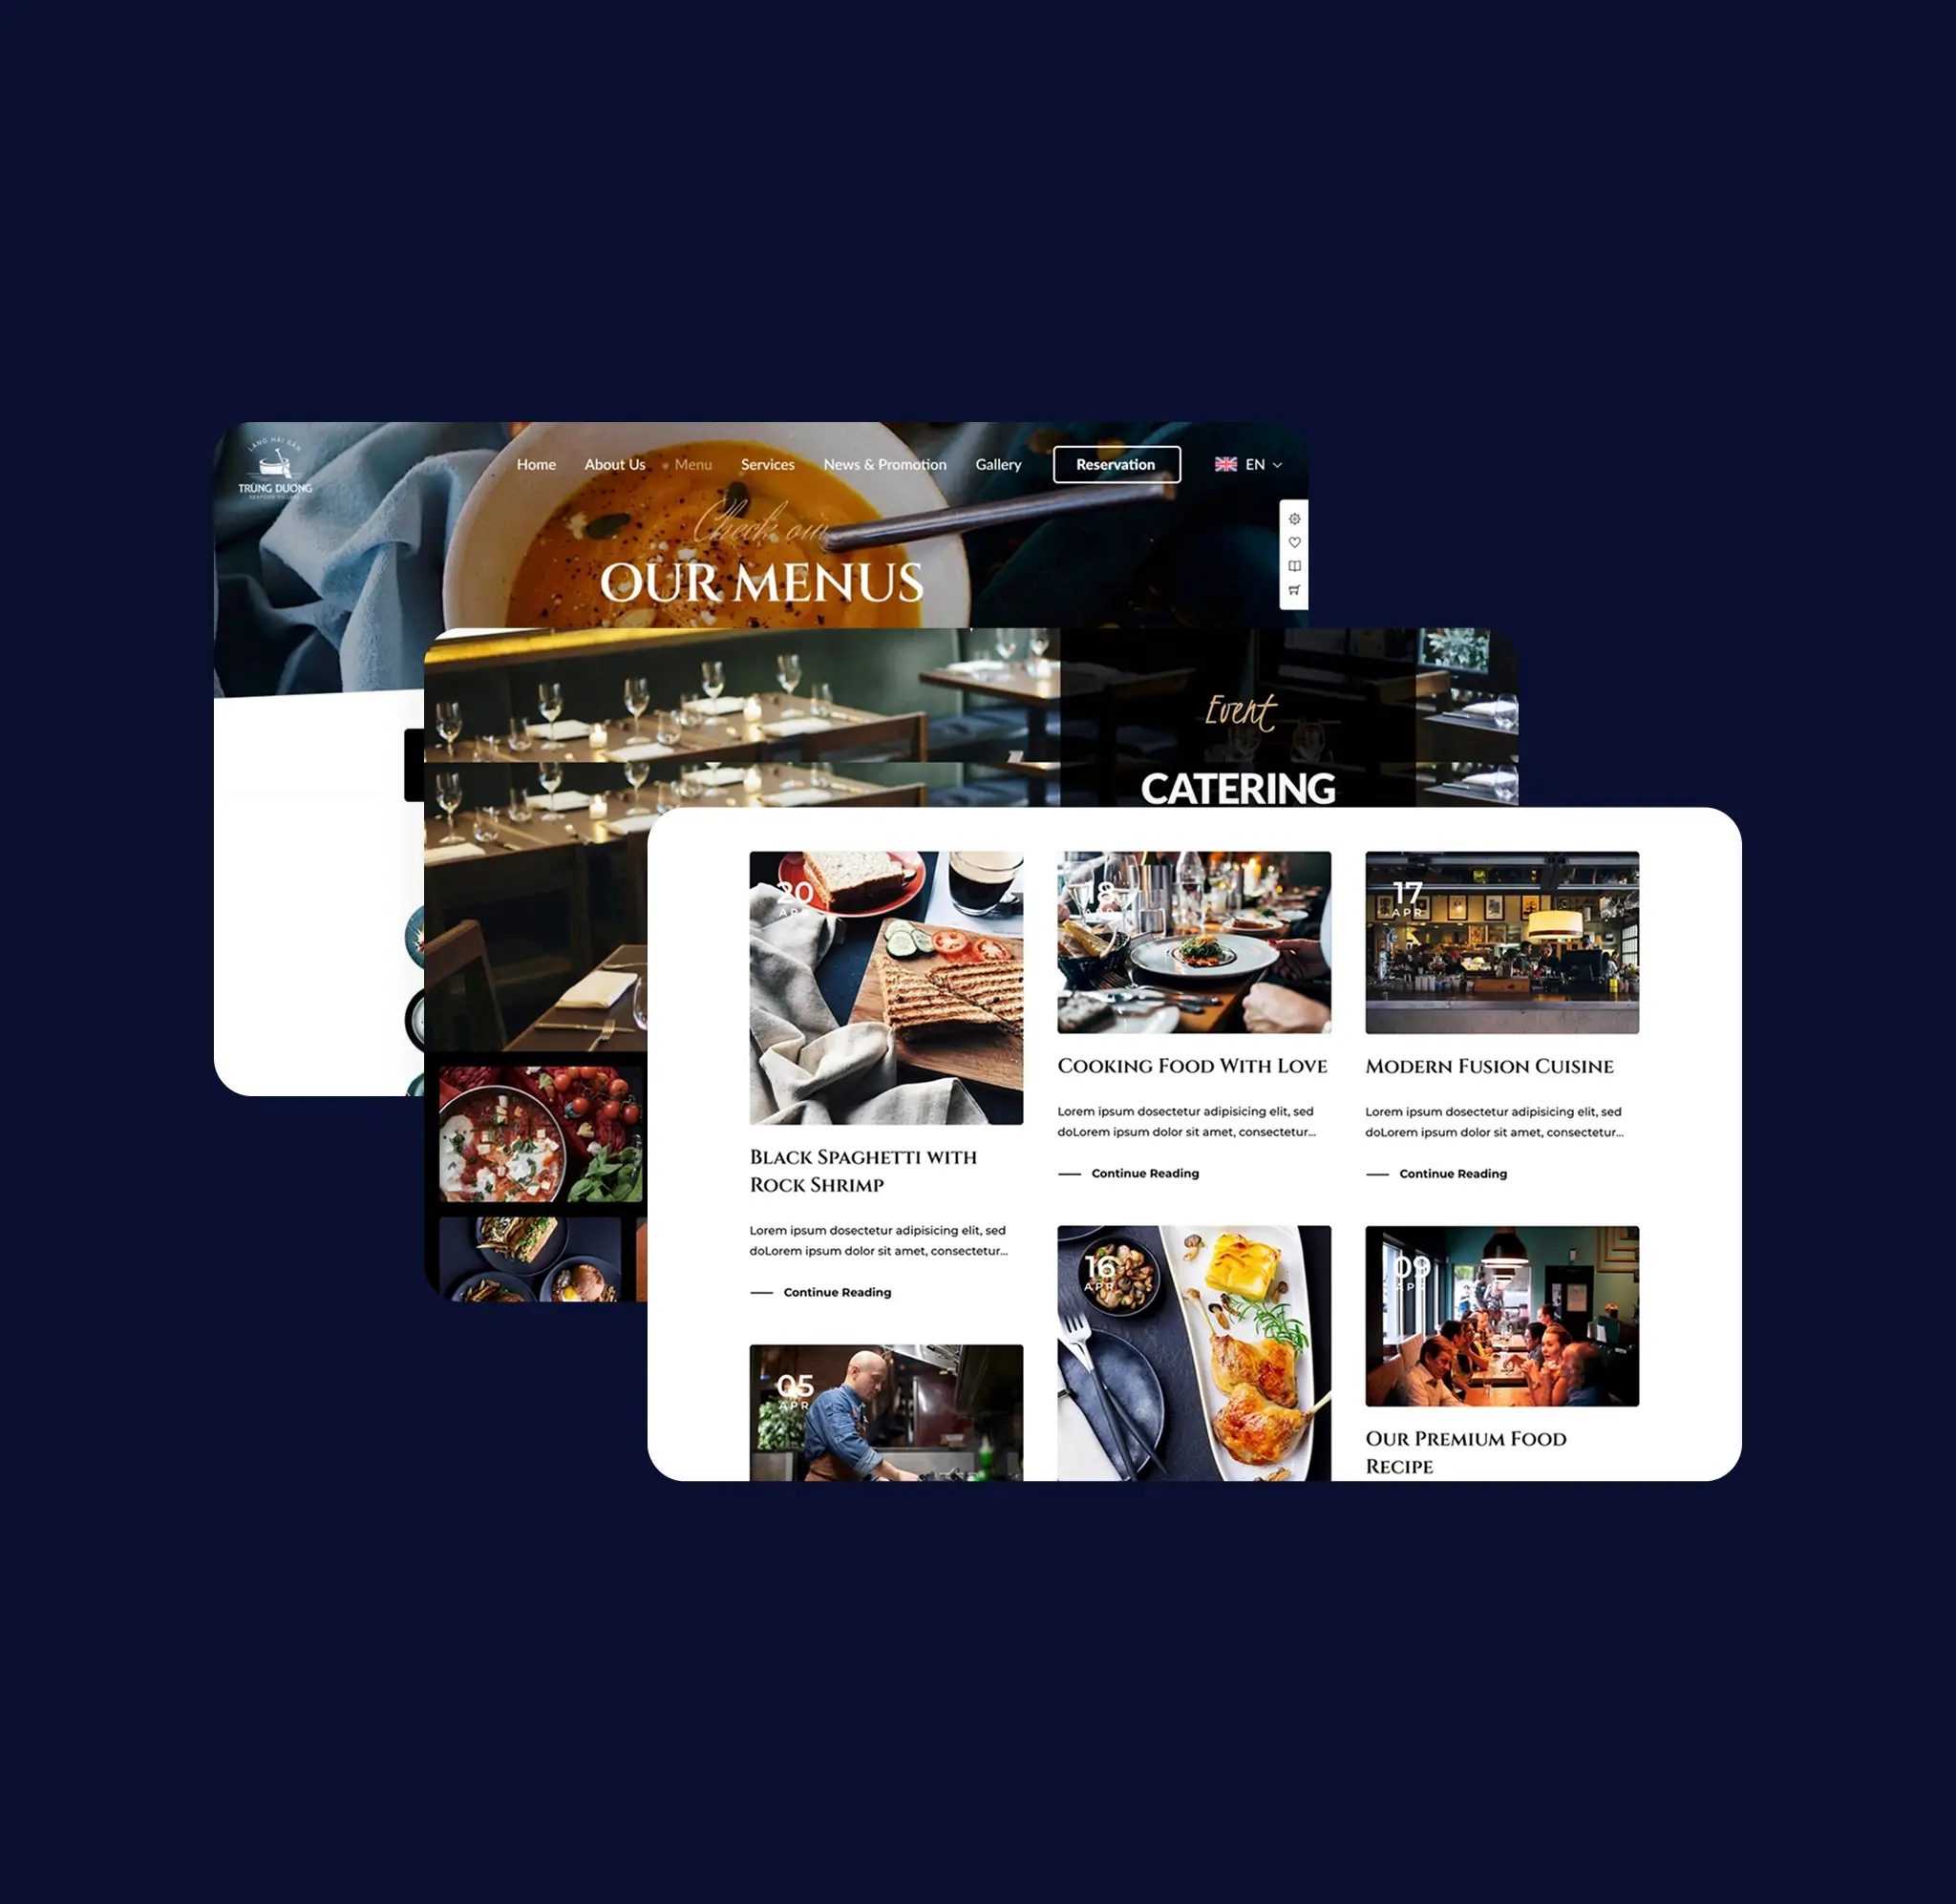 LÀNG HẢI SẢN
TRÙNG DƯƠNG
SEAFOOD VILLAGE
Home
About Us
Menu
Services
News & Promotion
Gallery
Reservation
EN
Check out
OUR MENUS
Event
CATERING
20
APR
BLACK SPAGHETTI WITH
ROCK SHRIMP
Lorem ipsum dosectetur adipisicing elit, sed
doLorem ipsum dolor sit amet, consectetur...
Continue Reading
18
APR
COOKING FOOD WITH LOVE
Lorem ipsum dosectetur adipisicing elit, sed
doLorem ipsum dolor sit amet, consectetur...
Continue Reading
17
APR
MODERN FUSION CUISINE
Lorem ipsum dosectetur adipisicing elit, sed
doLorem ipsum dolor sit amet, consectetur...
Continue Reading
05
APR
16
APR
09
APR
OUR PREMIUM FOOD
RECIPE